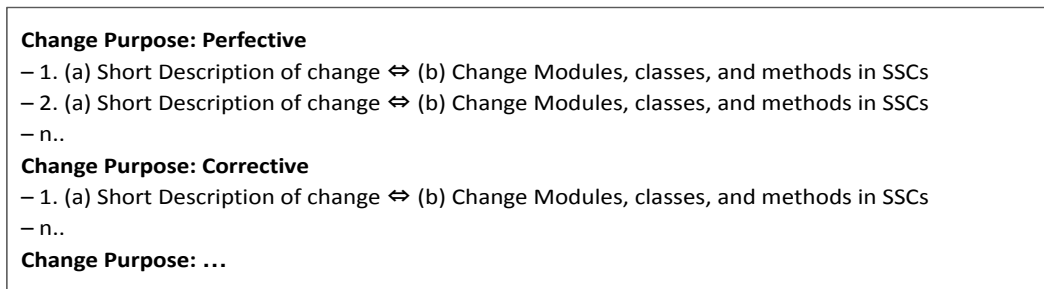 Change Purpose: Perfective
– 1. (a) Short Description of change ⇔ (b) Change Modules, classes, and methods in SSCs
– 2. (a) Short Description of change ⇔ (b) Change Modules, classes, and methods in SSCs
– n..
Change Purpose: Corrective
– 1. (a) Short Description of change ⇔ (b) Change Modules, classes, and methods in SSCs
– n..
Change Purpose: …